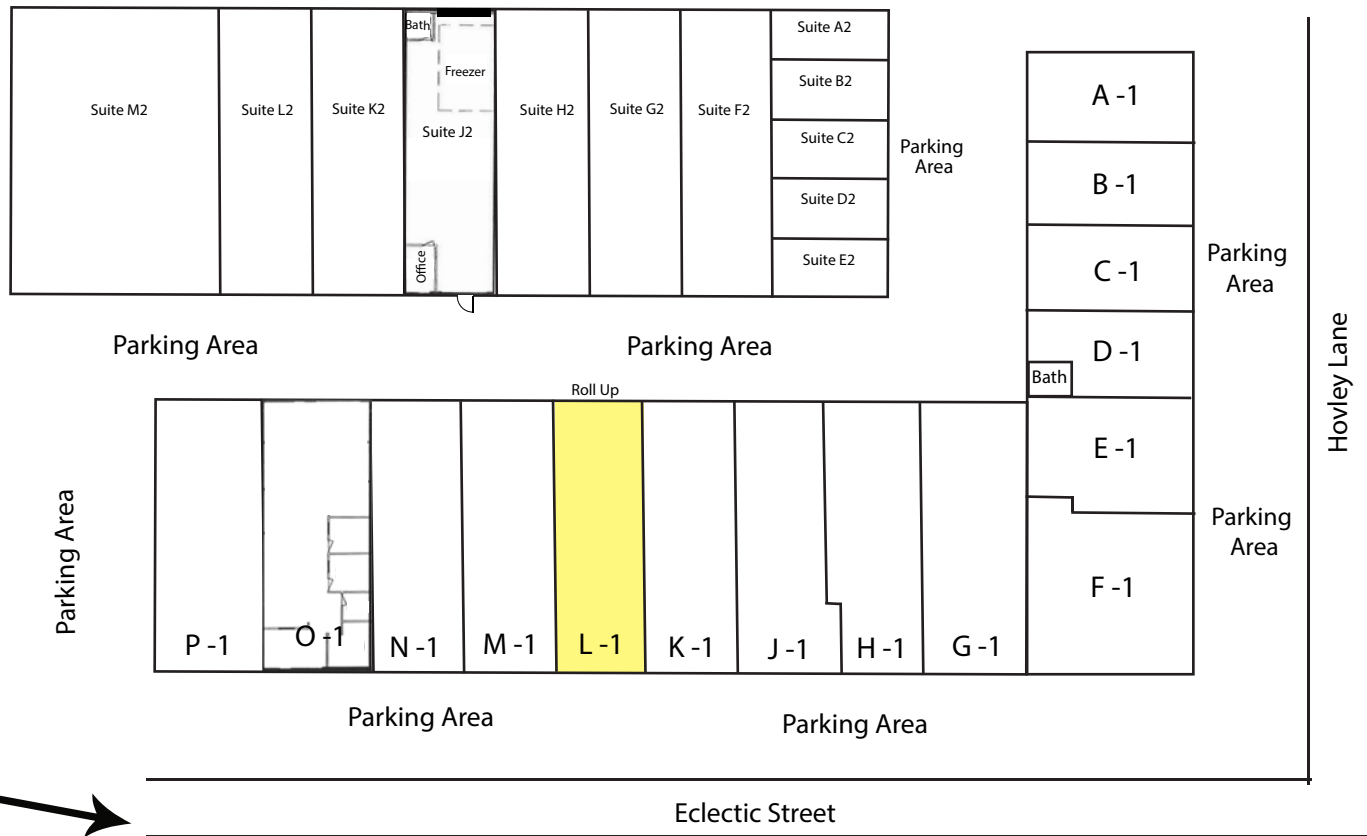 Bath
Freezer
Suite M2
Suite L2
Suite K2
Suite J2
Suite H2
Suite G2
Suite F2
Suite A2
Suite B2
Suite C2
Suite D2
Suite E2
Office
Parking
Area
A -1
B -1
C -1
D -1
Bath
E -1
F -1
Parking
Area
Parking
Area
Hovley Lane
Parking Area
Parking Area
Roll Up
Parking Area
P -1
O -1
N -1
M -1
L -1
K -1
J -1
H -1
G -1
Parking Area
Parking Area
Eclectic Street